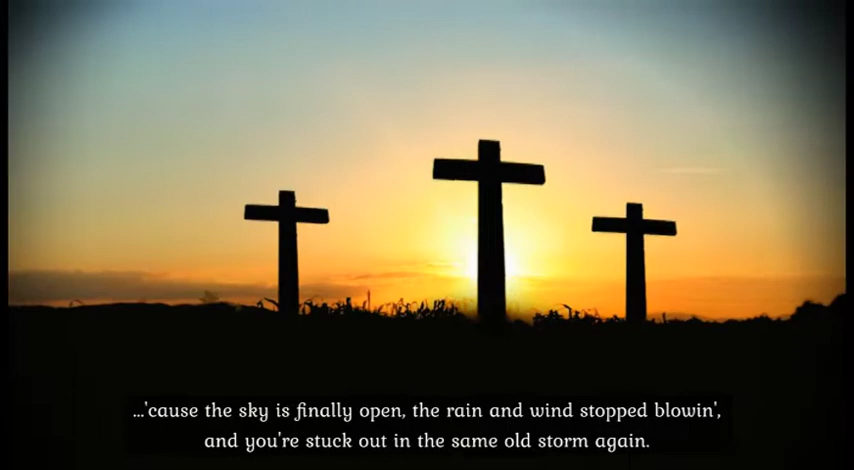 ...'cause the sky is finally open, the rain and wind stopped blowin',
and you're stuck out in the same old storm again.